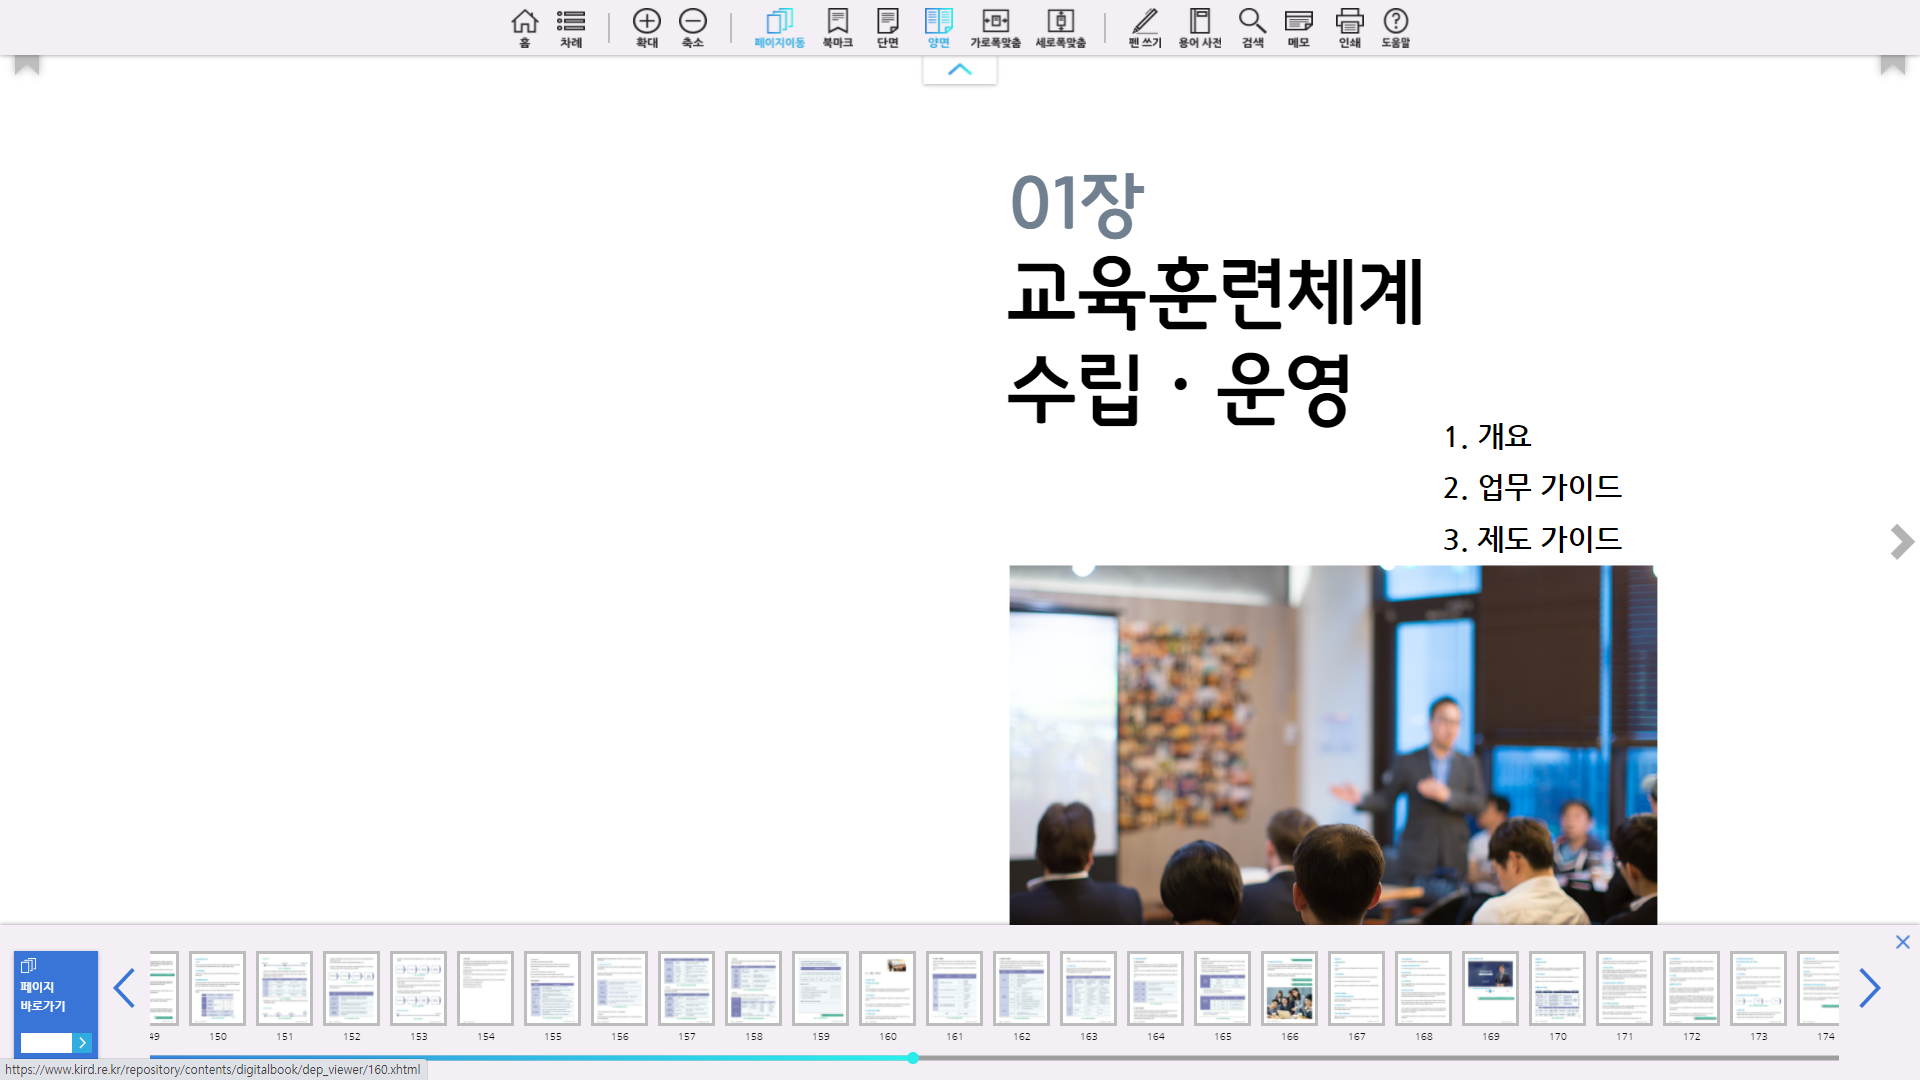 홈 차례 확대 축소 페이지이동 북마크 단면 양면 가로폭맞춤 세로폭맞춤 펜 쓰기 용어 사전 검색 메모 인쇄 도움말
01장
교육훈련체계
수립 · 운영
1. 개요
2. 업무 가이드
3. 제도 가이드
페이지
바로가기
49 150 151 152 153 154 155 156 157 158 159 160 161 162 163 164 165 166 167 168 169 170 171 172 173 174
https://www.kird.re.kr/repository/contents/digitalbook/dep_viewer/160.xhtml